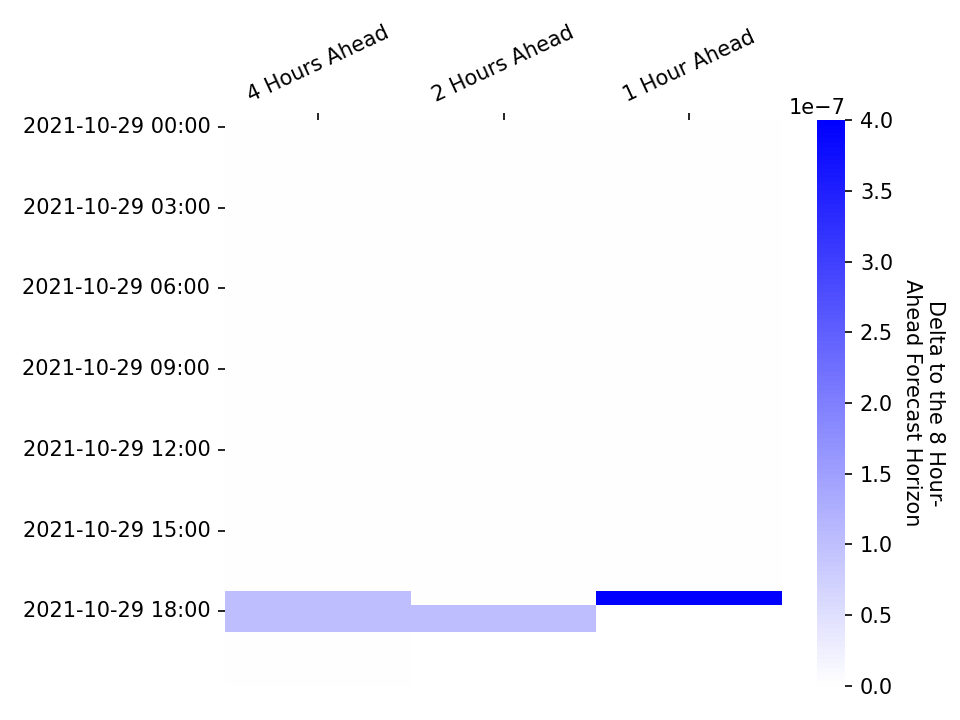 4 Hours Ahead
2 Hours Ahead
1 Hour Ahead
2021-10-29 00:00
2021-10-29 03:00
2021-10-29 06:00
2021-10-29 09:00
2021-10-29 12:00
2021-10-29 15:00
2021-10-29 18:00
1e−7
4.0
3.5
3.0
2.5
2.0
1.5
1.0
0.5
0.0
Delta to the 8 Hour-
Ahead Forecast Horizon